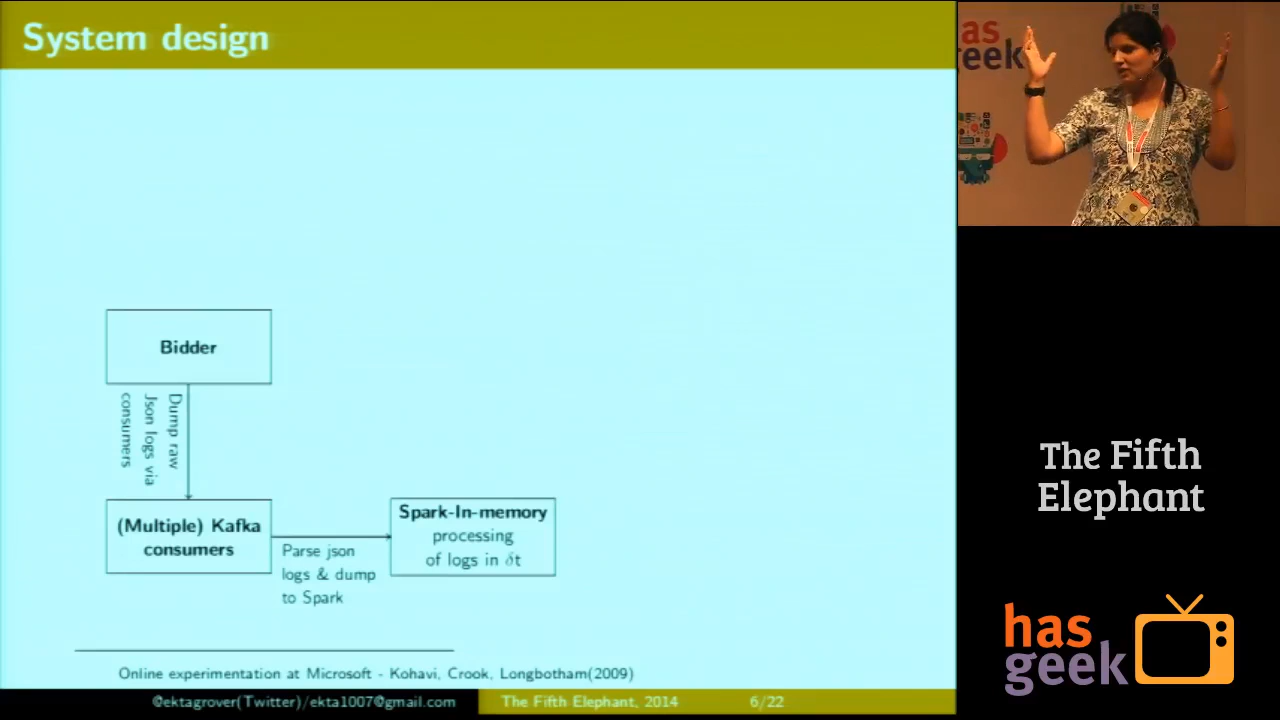 System design
Bidder
Dump raw
Json logs via
consumers
(Multiple) Kafka
consumers
Parse json
logs & dump
to Spark
Spark-In-memory
processing
of logs in δt
Online experimentation at Microsoft - Kohavi, Crook, Longbotham(2009)
@ektagrover(Twitter)/ekta1007@gmail.com
The Fifth Elephant, 2014
6/22
as
eek
The Fifth
Elephant
has
geek